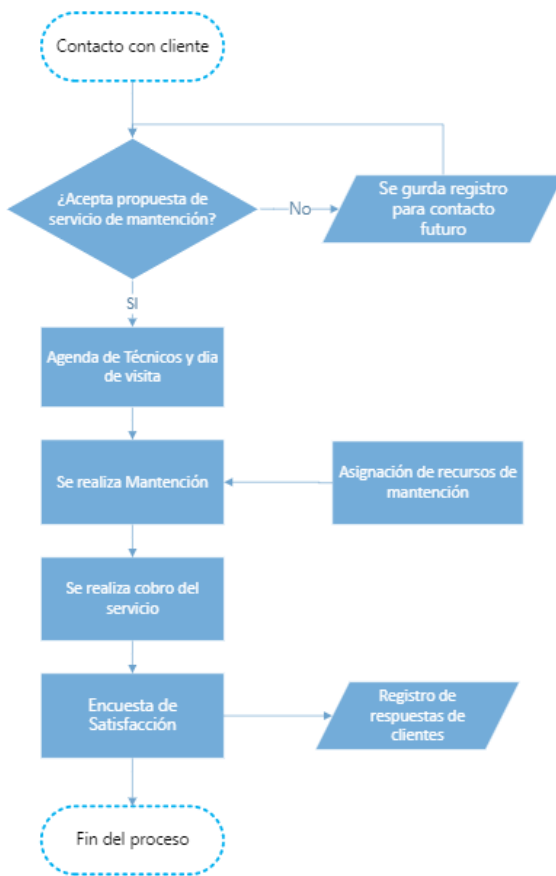 Contacto con cliente
¿Acepta propuesta de
servicio de mantención?
No
Se gurda registro
para contacto
futuro
SI
Agenda de Técnicos y dia
de visita
Se realiza Mantención
Asignación de recursos de
mantención
Se realiza cobro del
servicio
Encuesta de
Satisfacción
Registro de
respuestas de
clientes
Fin del proceso